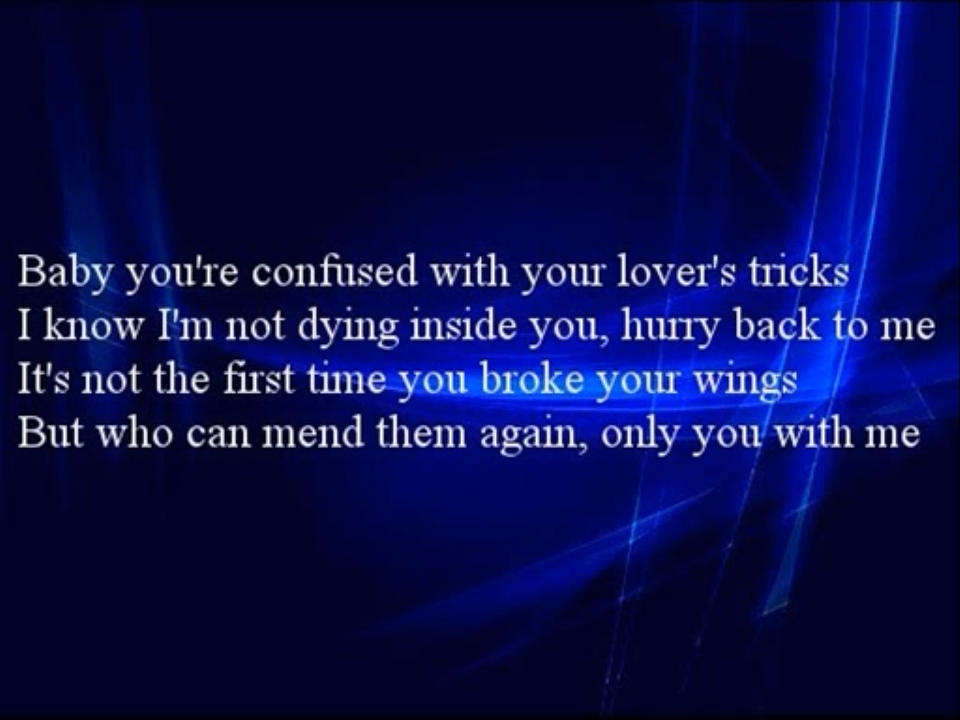 Baby you're confused with your lover's tricks
I know I'm not dying inside you, hurry back to me
It's not the first time you broke your wings
But who can mend them again, only you with me